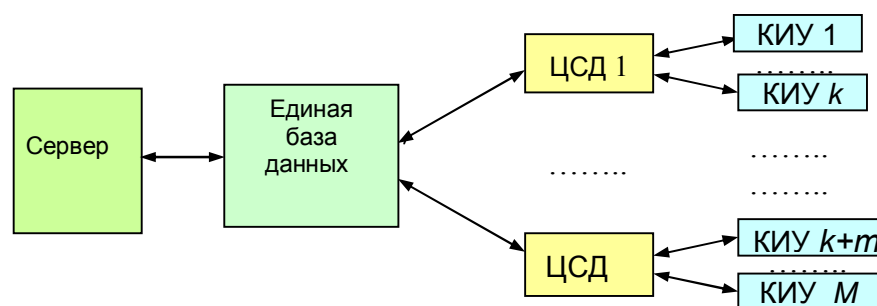 Сервер
Единая
база
данных
ЦСД 1
КИУ 1
........
КИУ k
........
........
........
ЦСД
КИУ k+m
........
КИУ M